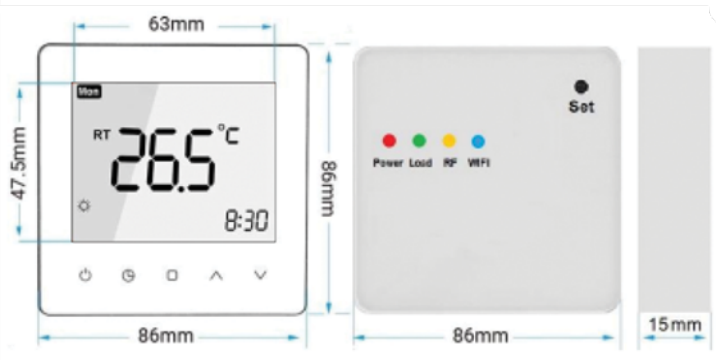 63mm
Mon
RT 26.5°C
47.5mm
8:30
86mm
86mm
Set
Power Load RF WIFI
86mm
15mm